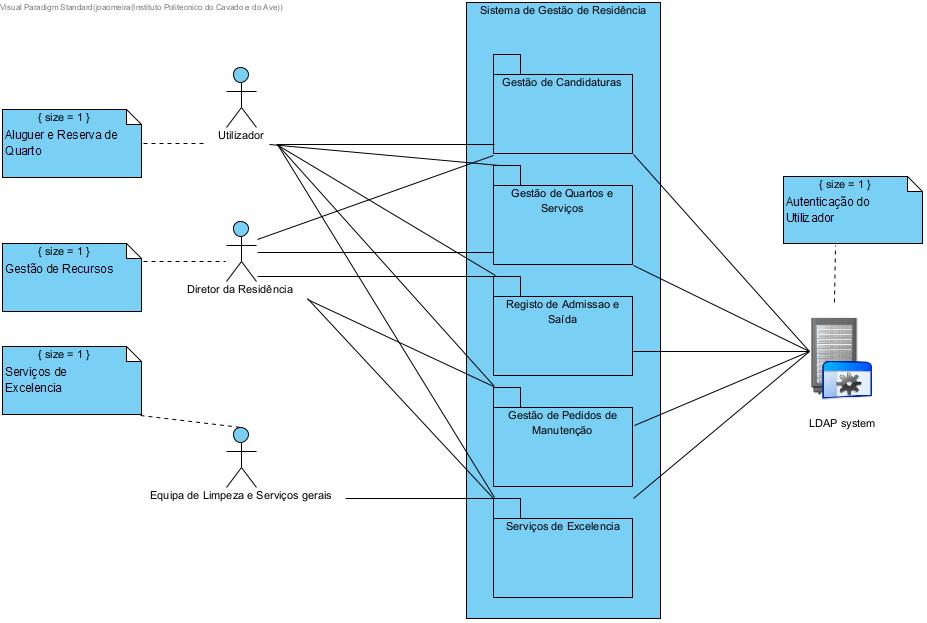 Visual Paradigm Standard(joaomeira(Instituto Politecnico do Cavado e do Ave))
Sistema de Gestão de Residência
Gestão de Candidaturas
{ size = 1 }
Aluguer e Reserva de
Quarto
Utilizador
Gestão de Quartos e
Serviços
{ size = 1 }
Autenticação do
Utilizador
{ size = 1 }
Gestão de Recursos
Diretor da Residência
Registo de Admissao e
Saída
{ size = 1 }
Serviços de
Excelencia
Gestão de Pedidos de
Manutenção
LDAP system
Equipa de Limpeza e Serviços gerais
Serviços de Excelencia